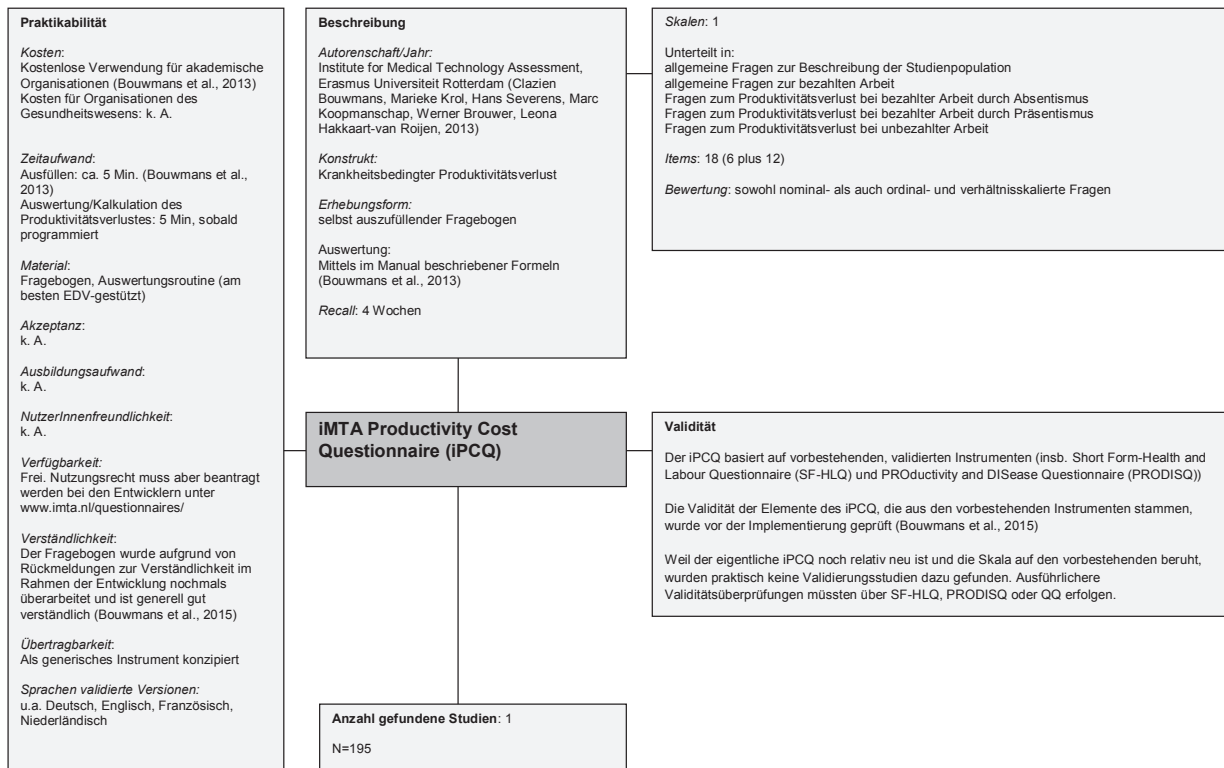 Praktikabilität
Kosten:
Kostenlose Verwendung für akademische
Organisationen (Bouwmans et al., 2013)
Kosten für Organisationen des
Gesundheitswesens: k. A.
Zeitaufwand:
Ausfüllen: ca. 5 Min. (Bouwmans et al.,
2013)
Auswertung/Kalkulation des
Produktivitätsverlustes: 5 Min, sobald
programmiert
Material:
Fragebogen, Auswertungsroutine (am
besten EDV-gestützt)
Akzeptanz:
k. A.
Ausbildungsaufwand:
k. A.
NutzerInnenfreundlichkeit:
k. A.
Verfügbarkeit:
Frei. Nutzungsrecht muss aber beantragt
werden bei den Entwicklern unter
www.imta.nl/questionnaires/
Verständlichkeit:
Der Fragebogen wurde aufgrund von
Rückmeldungen zur Verständlichkeit im
Rahmen der Entwicklung nochmals
überarbeitet und ist generell gut
verständlich (Bouwmans et al., 2015)
Übertragbarkeit:
Als generisches Instrument konzipiert
Sprachen validierte Versionen:
u.a. Deutsch, Englisch, Französisch,
Niederländisch
Beschreibung
Autorenschaft/Jahr:
Institute for Medical Technology Assessment,
Erasmus Universiteit Rotterdam (Clazien
Bouwmans, Marieke Krol, Hans Severens, Marc
Koopmanschap, Werner Brouwer, Leona
Hakkaart-van Roijen, 2013)
Konstrukt:
Krankheitsbedingter Produktivitätsverlust
Erhebungsform:
selbst auszufüllender Fragebogen
Auswertung:
Mittels im Manual beschriebener Formeln
(Bouwmans et al., 2013)
Recall: 4 Wochen
Skalen: 1
Unterteilt in:
allgemeine Fragen zur Beschreibung der Studienpopulation
allgemeine Fragen zur bezahlten Arbeit
Fragen zum Produktivitätsverlust bei bezahlter Arbeit durch Absentismus
Fragen zum Produktivitätsverlust bei bezahlter Arbeit durch Präsentismus
Fragen zum Produktivitätsverlust bei unbezahlter Arbeit
Items: 18 (6 plus 12)
Bewertung: sowohl nominal- als auch ordinal- und verhältnisskalierte Fragen
iMTA Productivity Cost
Questionnaire (iPCQ)
Validität
Der iPCQ basiert auf vorbestehenden, validierten Instrumenten (insb. Short Form-Health and
Labour Questionnaire (SF-HLQ) und PROductivity and DISease Questionnaire (PRODISQ))
Die Validität der Elemente des iPCQ, die aus den vorbestehenden Instrumenten stammen,
wurde vor der Implementierung geprüft (Bouwmans et al., 2015)
Weil der eigentliche iPCQ noch relativ neu ist und die Skala auf den vorbestehenden beruht,
wurden praktisch keine Validierungsstudien dazu gefunden. Ausführlichere
Validitätsüberprüfungen müssten über SF-HLQ, PRODISQ oder QQ erfolgen.
Anzahl gefundene Studien: 1
N=195